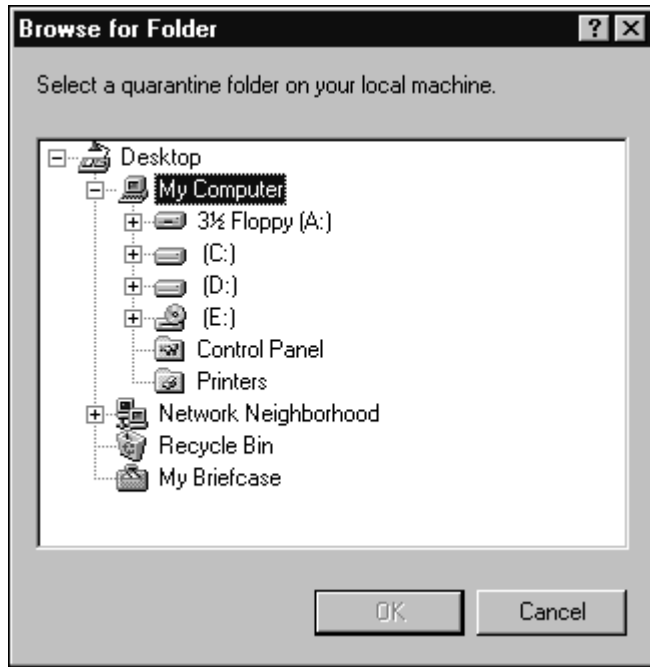 Browse for Folder
Select a quarantine folder on your local machine.
Desktop
My Computer
3½ Floppy (A:)
(C:)
(D:)
(E:)
Control Panel
Printers
Network Neighborhood
Recycle Bin
My Briefcase
OK Cancel